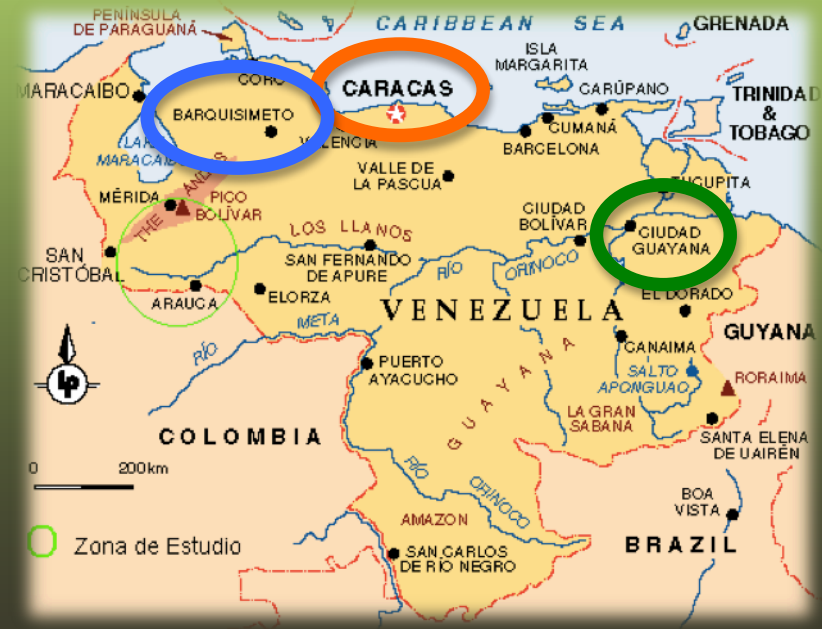 PENÍNSULA
DE PARAGUANÁ
CARIBBEAN SEA
GRENADA
ISLA
MARGARITA
CORO
CARACAS
CARÚPANO
MARACAIBO
TRINIDAD
&
TOBAGO
BARQUISIMETO
CUMANÁ
VALENCIA
BARCELONA
MARACAIB
VALLE DE
LA PASCUA
TUCUPITA
MÉRIDA
THE ANDES
PICO
BOLÍVAR
LOS LLANOS
CIUDAD
BOLÍVAR
CIUDAD
GUAYANA
SAN
CRISTÓBAL
SAN FERNANDO
DE APURE
RÍO ORINOCO
ARAUCA
ELORZA
EL DORADO
VENEZUELA
META
RÍO
GUYANA
CANAIMA
PUERTO
AYACUCHO
GUAYANA
SALTO
APONGUAO
RORAIMA
lp
LA GRAN
SABANA
COLOMBIA
SANTA ELENA
DE UAIRÉN
0 200km
RÍO ORINOCO
BOA
VISTA
AMAZON
BRAZIL
Zona de Estudio
SAN CARLOS
DE RÍO NEGRO